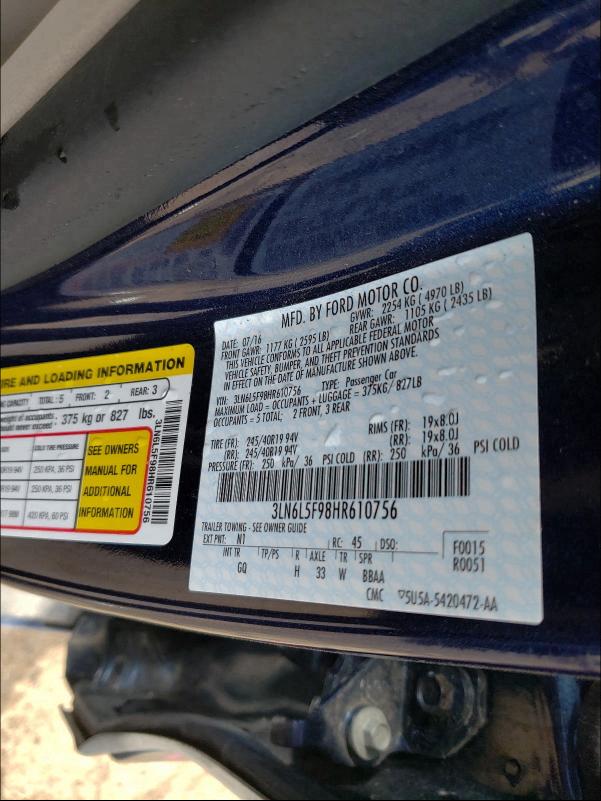 MFD. BY FORD MOTOR CO.
DATE: 07/16 GVWR: 2254 KG ( 4970 LB)
FRONT GAWR: 1177 KG ( 2595 LB) REAR GAWR: 1105 KG ( 2435 LB)
THIS VEHICLE CONFORMS TO ALL APPLICABLE FEDERAL MOTOR
VEHICLE SAFETY, BUMPER, AND THEFT PREVENTION STANDARDS
IN EFFECT ON THE DATE OF MANUFACTURE SHOWN ABOVE.
VIN: 3LN6L5F98HR610756 TYPE: Passenger Car
MAXIMUM LOAD = OCCUPANTS + LUGGAGE = 375KG/ 827LB
OCCUPANTS = 5 TOTAL; 2 FRONT, 3 REAR
TIRE (FR): 245/40R19 94V RIMS (FR): 19x8.0J
(RR): 245/40R19 94V (RR): 19x8.0J
PRESSURE (FR): 250 kPa/ 36 PSI COLD (RR): 250 kPa/ 36 PSI COLD
3LN6L5F98HR610756
TRAILER TOWING - SEE OWNER GUIDE
EXT PNT: N1 RC: 45 DSO: F0015
INT TR TP/PS R AXLE TR SPR R0051
GQ H 33 W BBAA
CMC 5U5A-5420472-AA
IRE AND LOADING INFORMATION
CAPACITY TOTAL : 5 FRONT: 2 REAR: 3
occupants
exceed: 375 kg or 827 lbs.
COLD TIRE PRESSURE
250 KPA, 36 PSI
250 KPA, 36 PSI
420 KPA, 60 PSI
SEE OWNERS
MANUAL FOR
ADDITIONAL
INFORMATION
3LN6L5F98HR610756